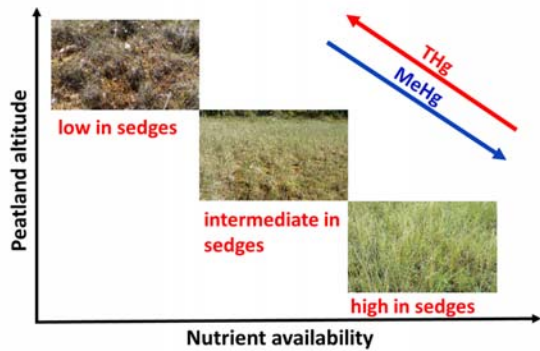 THg
MeHg
low in sedges
intermediate in
sedges
high in sedges
Peatland altitude
Nutrient availability